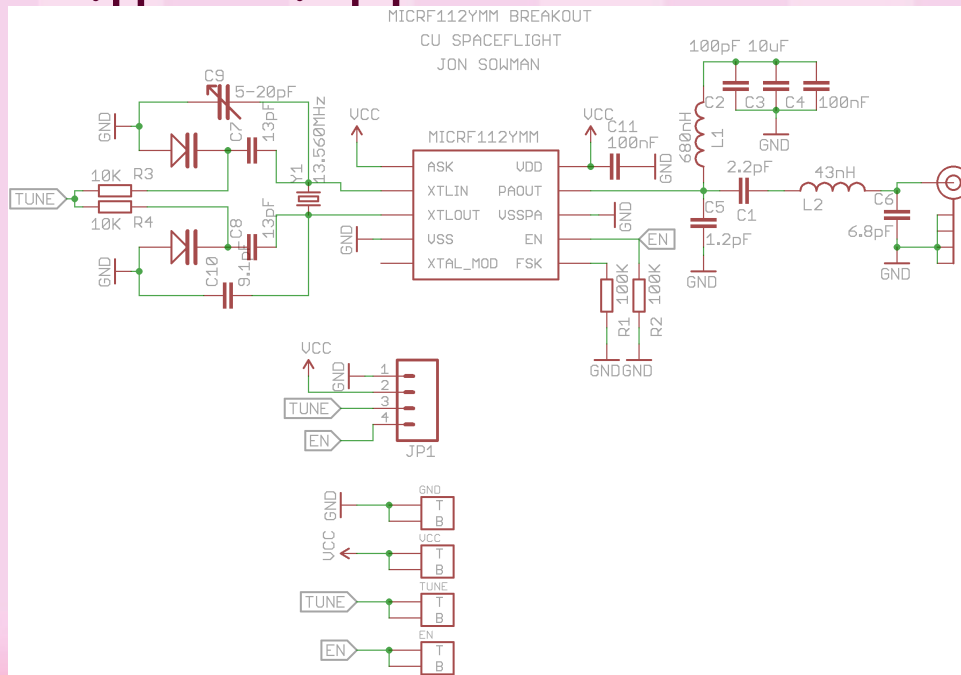 MICRF112YMM BREAKOUT
CU SPACEFLIGHT
JON SOWMAN
C9
5-20pF
GND
C7
13pF
13.560MHz
Y1
TUNE
10K
R3
10K
R4
C8
13pF
GND
C10
9.1pF
VCC
GND
MICRF112YMM
ASK
XTLIN
XTLOUT
VSS
XTAL_MOD
VDD
PAOUT
VSSPA
EN
FSK
VCC
C11
100nF
GND
GND
EN
100K
100K
R1
R2
GND
GND
100pF
10uF
C2
C3
C4
100nF
GND
680nH
L1
2.2pF
C1
C5
1.2pF
GND
43nH
L2
C6
6.8pF
GND
VCC
GND
TUNE
EN
1
2
3
4
JP1
GND
GND
T
B
VCC
VCC
T
B
TUNE
TUNE
T
B
EN
EN
T
B